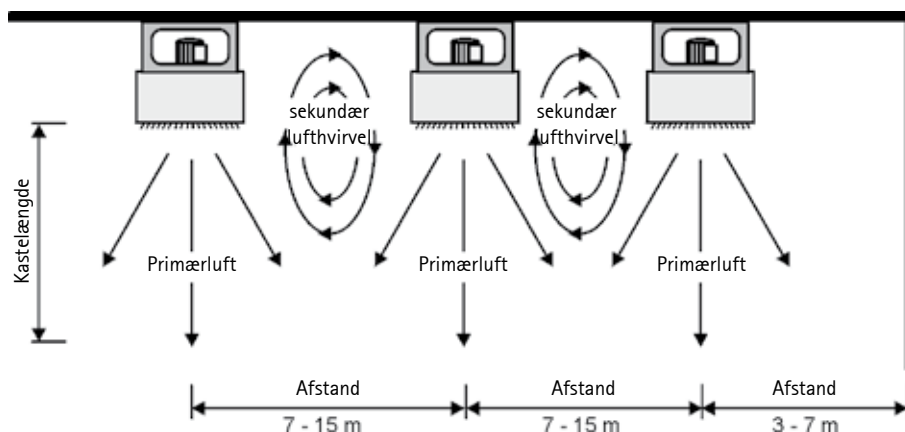 sekundær
lufthvirvel
sekundær
lufthvirvel
Kastelængde
Primærluft
Primærluft
Primærluft
Afstand
Afstand
Afstand
7 - 15 m
7 - 15 m
3 - 7 m